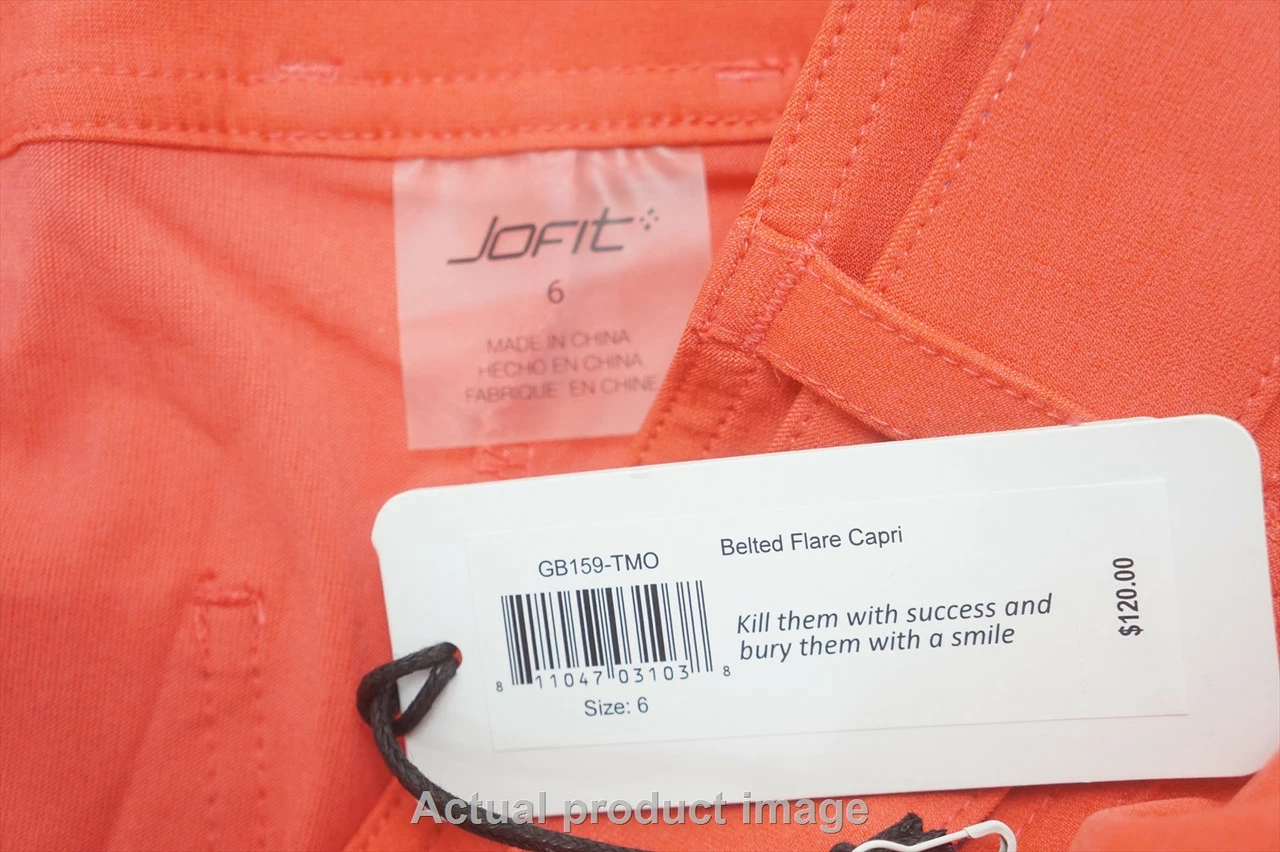 JOFIT
6
MADE IN CHINA
HECHO EN CHINA
FABRIQUE EN CHINE
GB159-TMO
Belted Flare Capri
8 11047 03103 8
Size: 6
Kill them with success and
bury them with a smile
$120.00
Actual product image